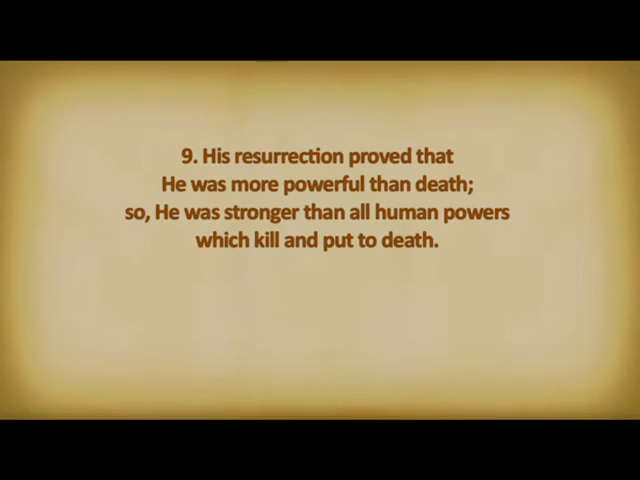 9. His resurrection proved that
He was more powerful than death;
so, He was stronger than all human powers
which kill and put to death.